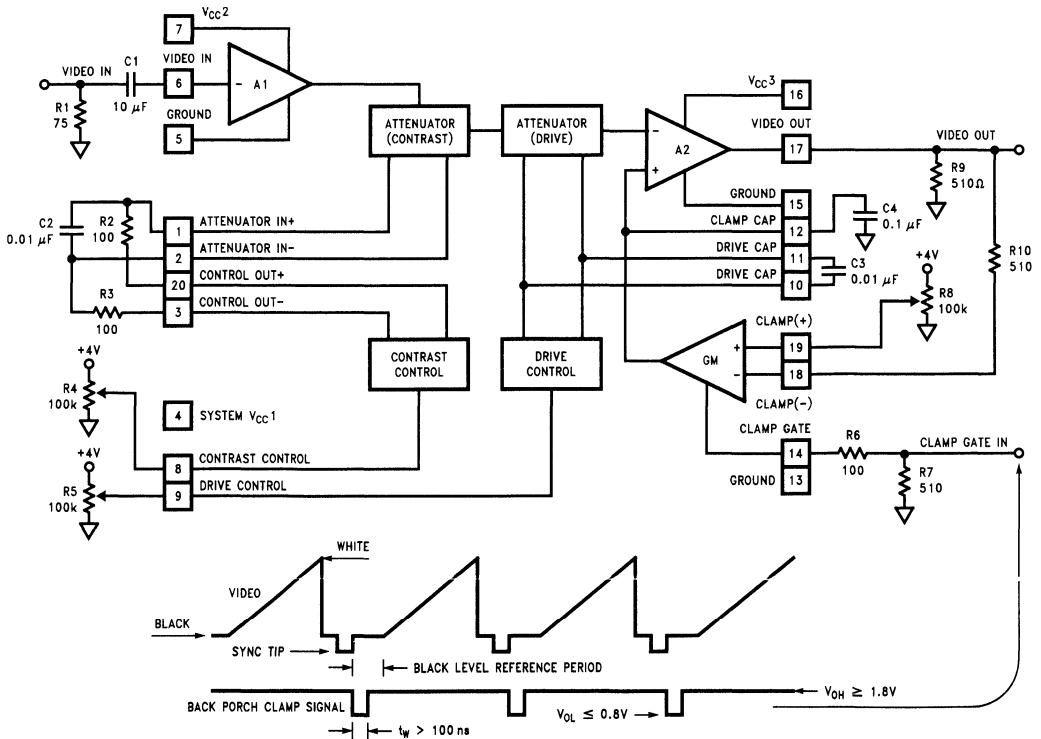 7
VCC2
VIDEO IN
C1
10 μF
VIDEO IN
6
− A1
R1
75
GROUND
5
ATTENUATOR
(CONTRAST)
ATTENUATOR
(DRIVE)
−
A2
+
VCC3
16
VIDEO OUT
17
VIDEO OUT
R9
510Ω
GROUND
15
CLAMP CAP
12
C4
0.1 μF
DRIVE CAP
11
DRIVE CAP
10
C3
0.01 μF
R10
510
+4V
R8
100k
C2
0.01 μF
R2
100
1
ATTENUATOR IN+
2
ATTENUATOR IN−
20
CONTROL OUT+
3
CONTROL OUT−
R3
100
CONTRAST
CONTROL
DRIVE
CONTROL
GM
+
−
CLAMP(+)
19
18
CLAMP(−)
+4V
R4
100k
4
SYSTEM VCC1
+4V
R5
100k
8
CONTRAST CONTROL
9
DRIVE CONTROL
CLAMP GATE
14
R6
100
CLAMP GATE IN
R7
510
GROUND
13
WHITE
VIDEO
BLACK
SYNC TIP
BLACK LEVEL REFERENCE PERIOD
BACK PORCH CLAMP SIGNAL
VOH ≥ 1.8V
VOL ≤ 0.8V
tW > 100 ns